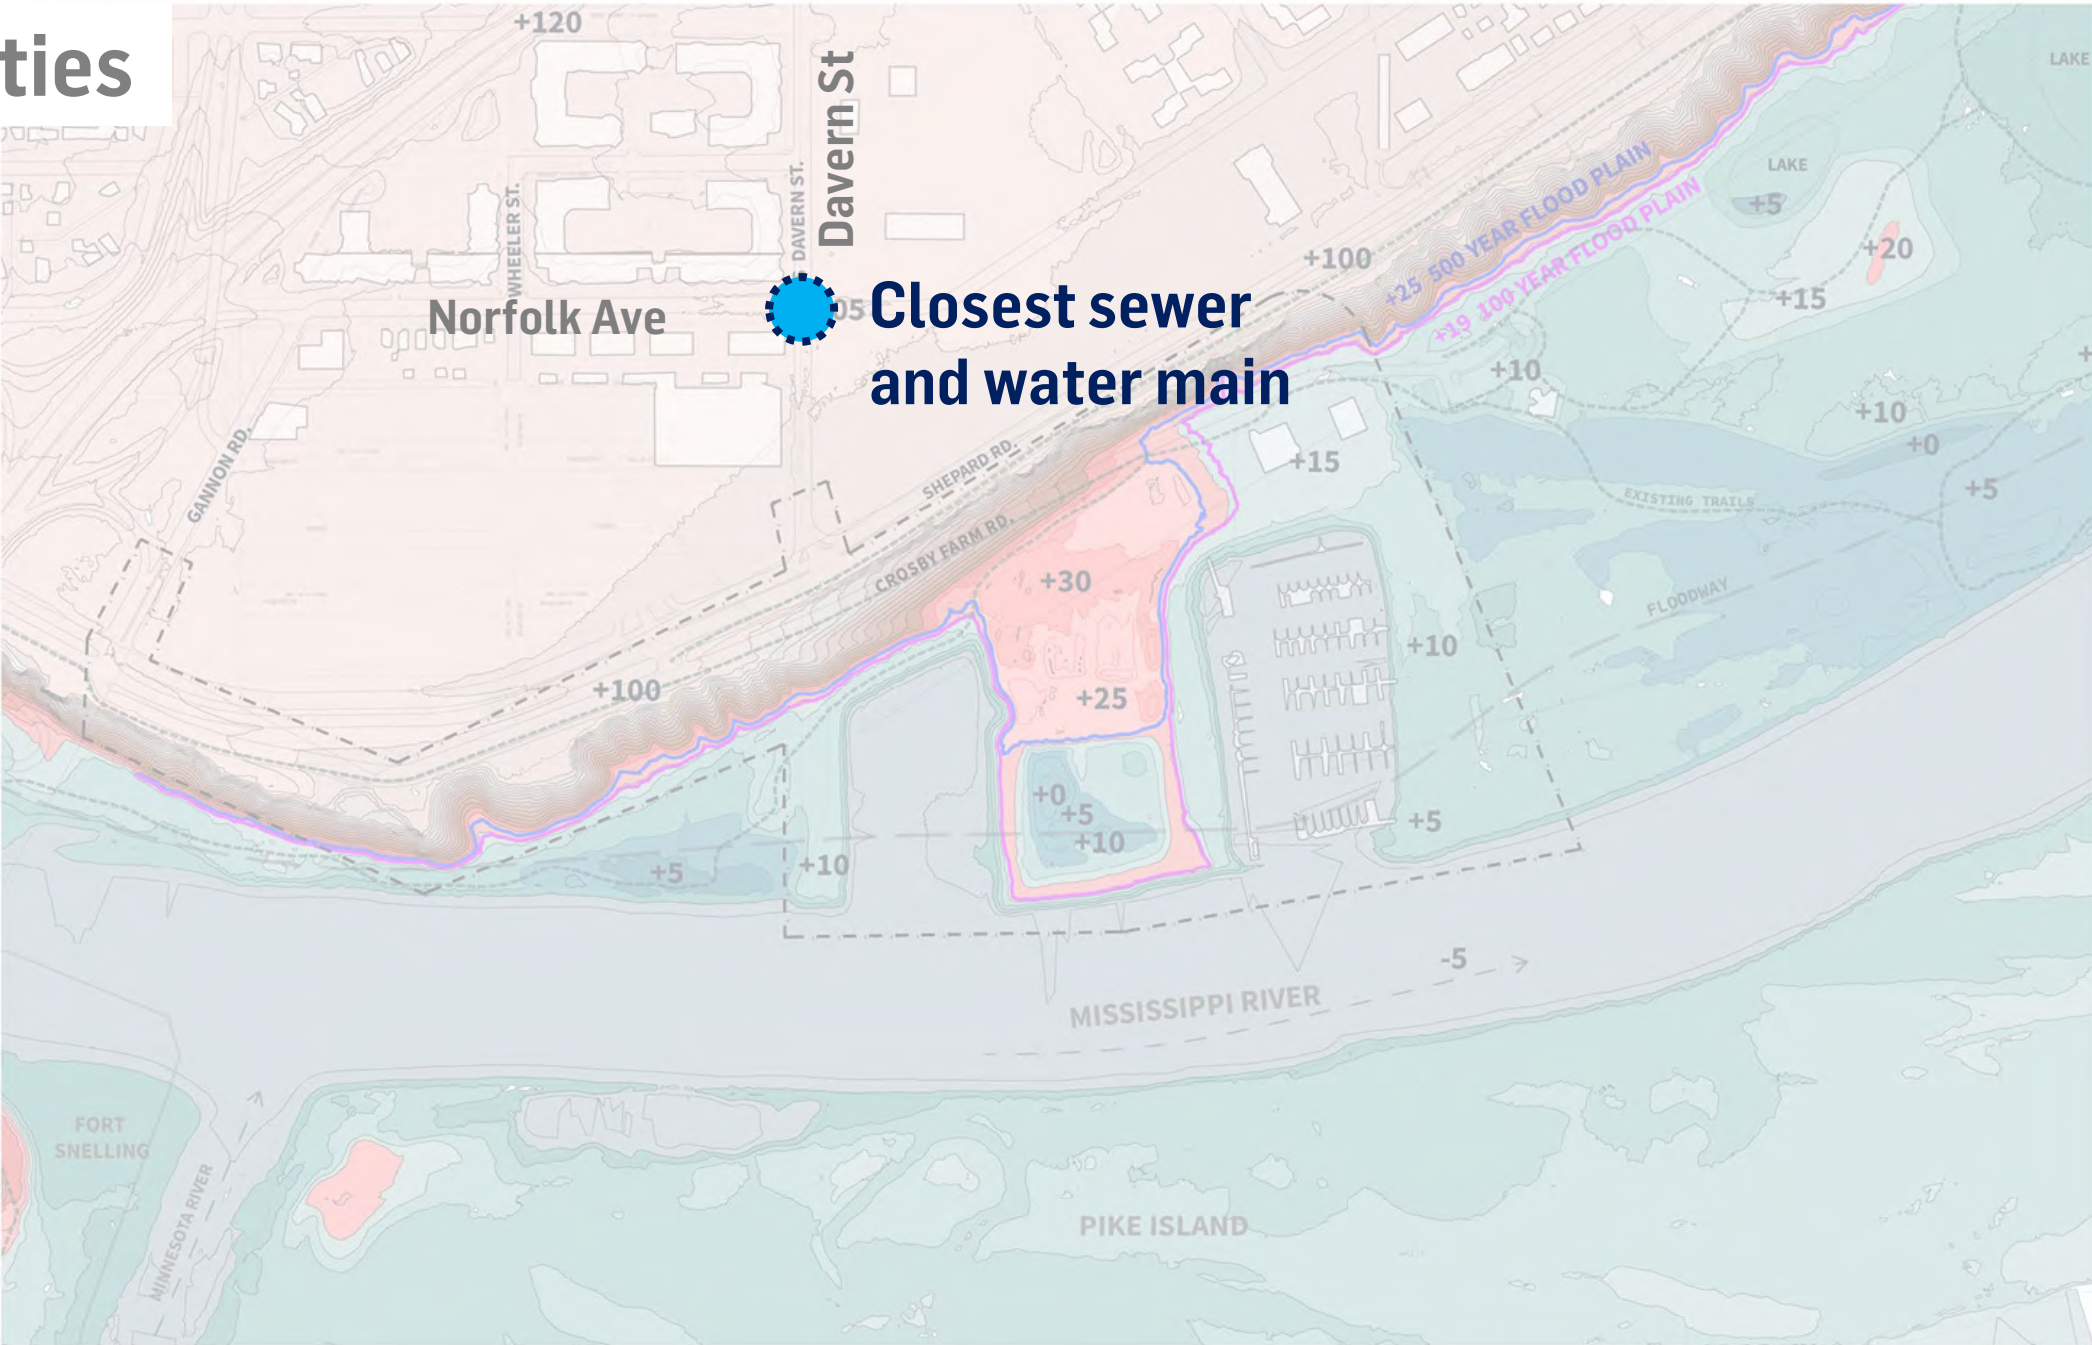 ties
+120
Davern St
S DAVERN ST.
WHEELER ST.
Norfolk Ave
Closest sewer
and water main
GANNON RD.
SHEPARD RD.
CROSBY FARM RD.
+100
+25 500 YEAR FLOOD PLAIN
+19 100 YEAR FLOOD PLAIN
LAKE
LAKE
+5
+20
+15
+10
+10
+0
+5
+15
EXISTING TRAILS
FLOODWAY
+30
+25
+10
+100
+0
+5
+10
+5
+5
+10
-5
MISSISSIPPI RIVER
FORT
SNELLING
MINNESOTA RIVER
PIKE ISLAND